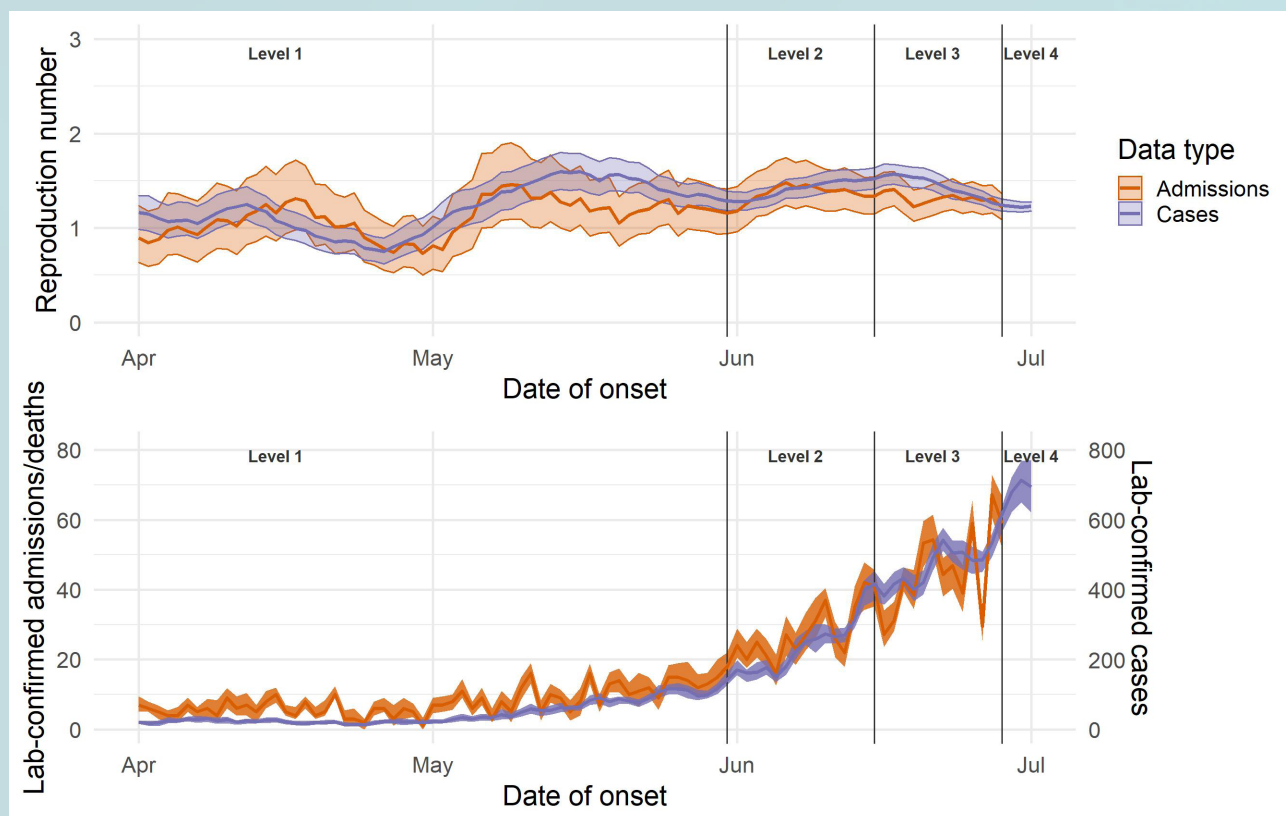 Reproduction number
3
2
1
0
Level 1
Level 2
Level 3
Level 4
Apr
May
Jun
Jul
Date of onset
Data type
Admissions
Cases
Lab-confirmed admissions/deaths
80
60
40
20
0
Level 1
Level 2
Level 3
Level 4
800
600
400
200
0
Lab-confirmed cases
Apr
May
Jun
Jul
Date of onset